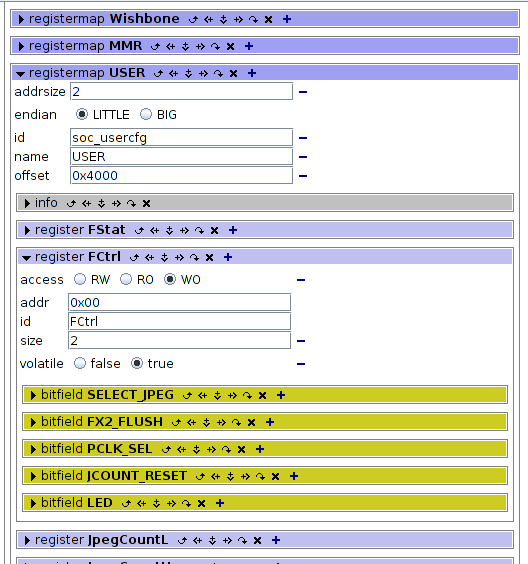 registermap Wishbone
registermap MMR
registermap USER
addrsize 2
endian LITTLE BIG
id soc_usercfg
name USER
offset 0x4000
info
register FStat
register FCtrl
access RW RO WO
addr 0x00
id FCtrl
size 2
volatile false true
bitfield SELECT_JPEG
bitfield FX2_FLUSH
bitfield PCLK_SEL
bitfield JCOUNT_RESET
bitfield LED
register JpegCountL